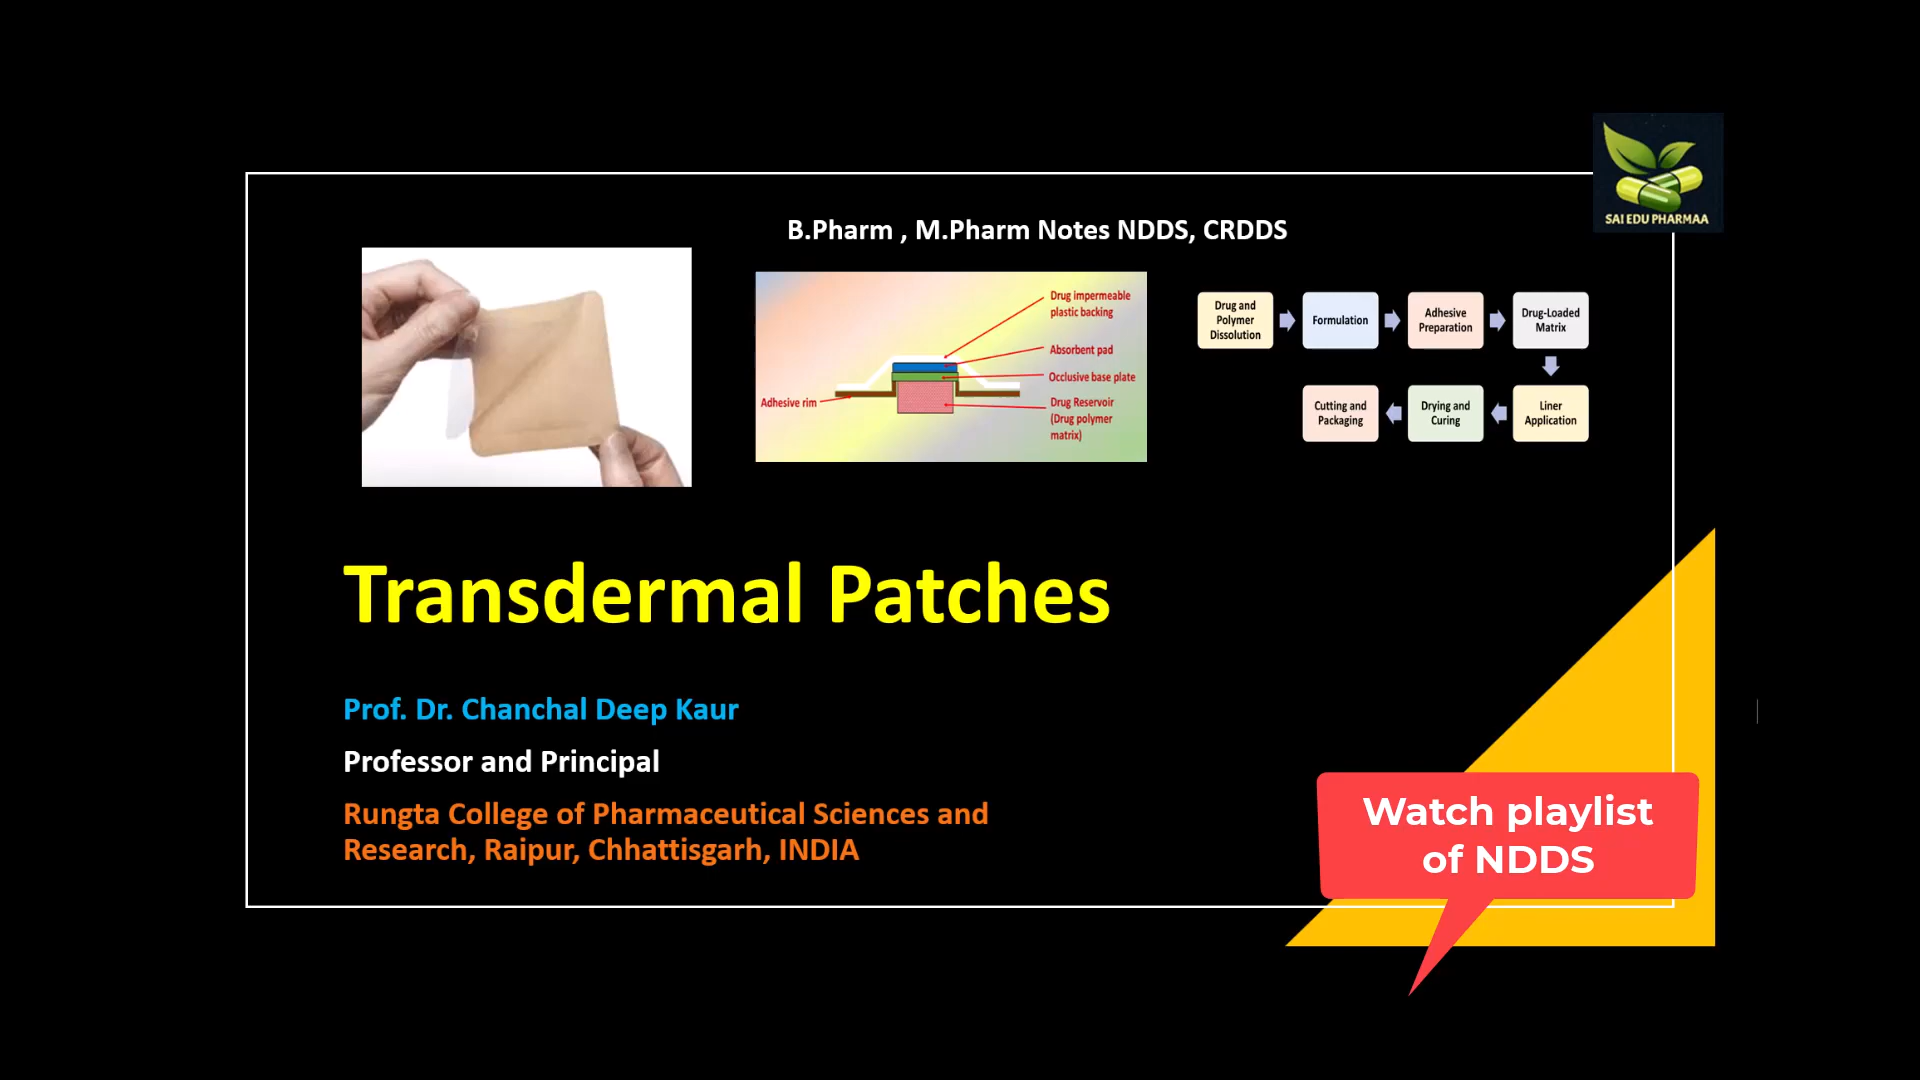 SAI EDU PHARMAA
B.Pharm , M.Pharm Notes NDDS, CRDDS
Drug impermeable
plastic backing
Absorbent pad
Occlusive base plate
Adhesive rim
Drug Reservoir
(Drug polymer
matrix)
Drug and
Polymer
Dissolution
Formulation
Adhesive
Preparation
Drug-Loaded
Matrix
Cutting and
Packaging
Drying and
Curing
Liner
Application
Transdermal Patches
Prof. Dr. Chanchal Deep Kaur
Professor and Principal
Rungta College of Pharmaceutical Sciences and
Research, Raipur, Chhattisgarh, INDIA
Watch playlist
of NDDS